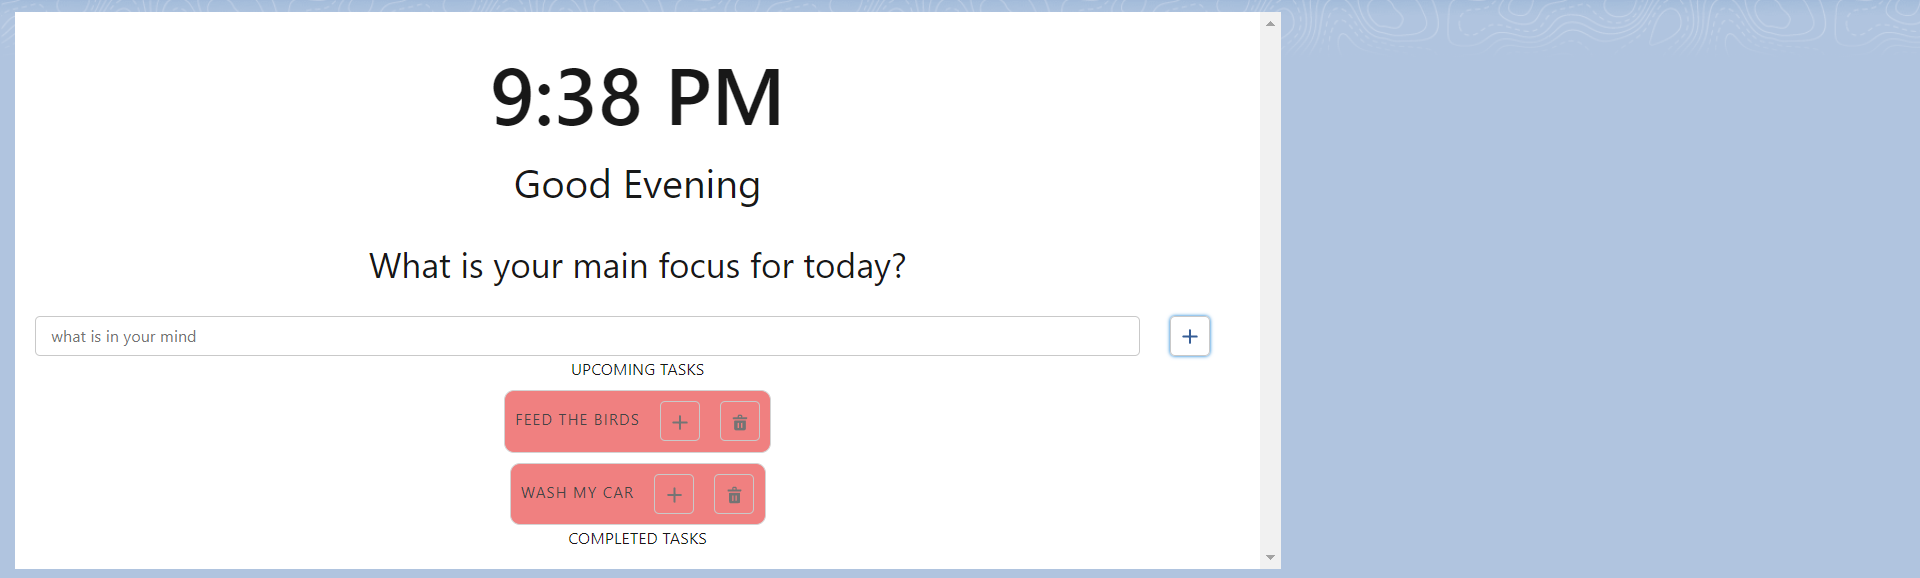 9:38 PM
Good Evening
What is your main focus for today?
what is in your mind
UPCOMING TASKS
FEED THE BIRDS
WASH MY CAR
COMPLETED TASKS